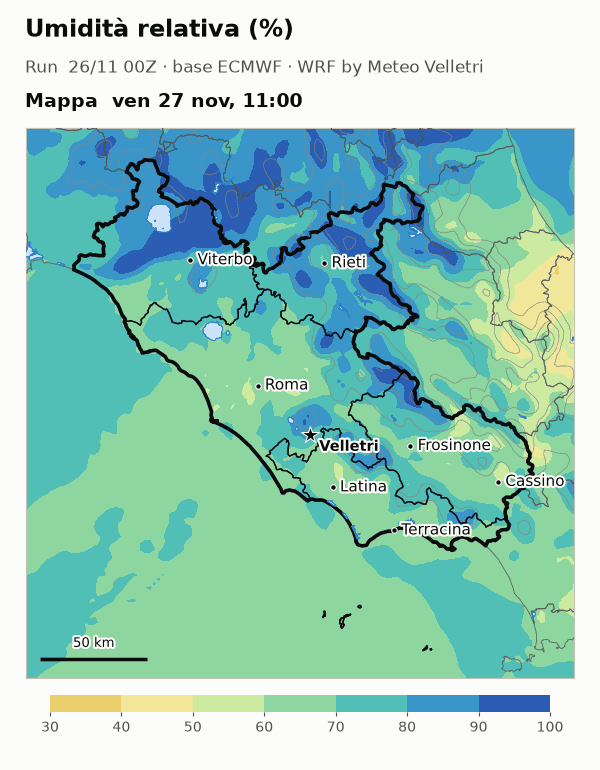 Umidità relativa (%)
Run  26/11 00Z · base ECMWF · WRF by Meteo Velletri
Mappa  ven 27 nov, 11:00
Viterbo
Rieti
Roma
Velletri
Frosinone
Cassino
Latina
Terracina
50 km
30 40 50 60 70 80 90 100